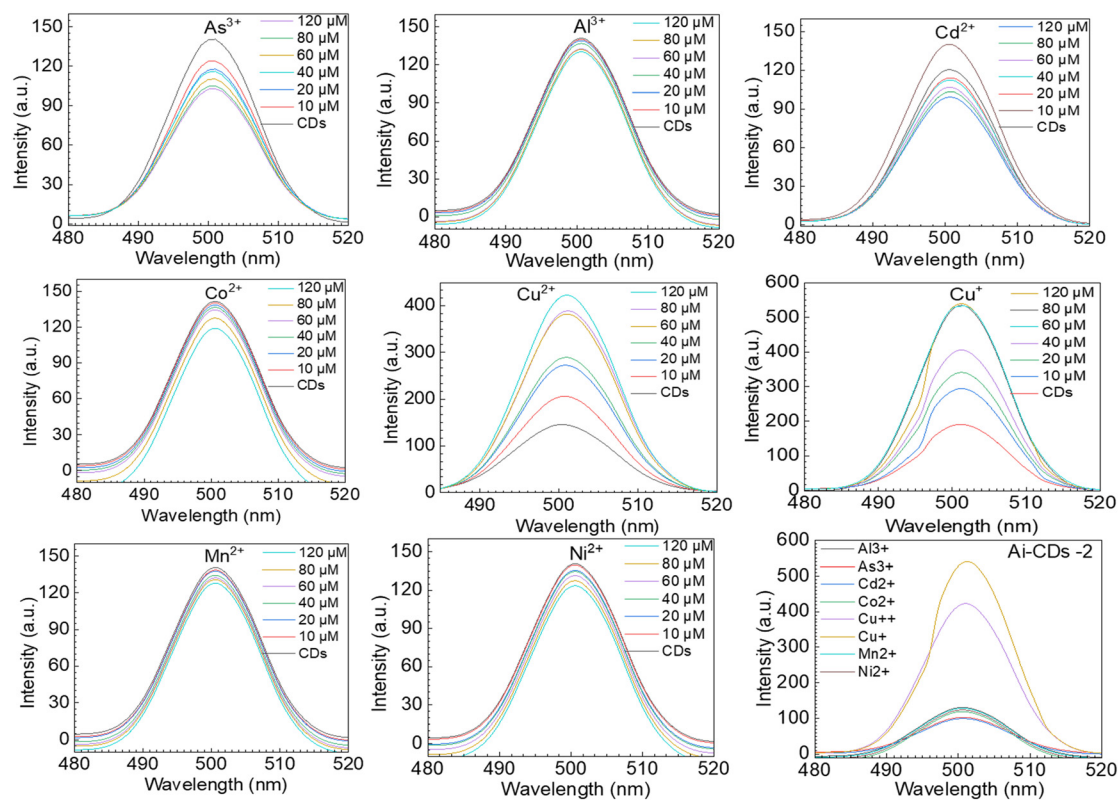 As³⁺
120 µM
80 µM
60 µM
40 µM
20 µM
10 µM
CDs
150
120
90
60
30
0
Intensity (a.u.)
480 490 500 510 520
Wavelength (nm)
Al³⁺
120 µM
80 µM
60 µM
40 µM
20 µM
10 µM
CDs
150
120
90
60
30
0
Intensity (a.u.)
480 490 500 510 520
Wavelength (nm)
Cd²⁺
120 µM
80 µM
60 µM
40 µM
20 µM
10 µM
CDs
150
120
90
60
30
0
Intensity (a.u.)
480 490 500 510 520
Wavelength (nm)
Co²⁺
120 µM
80 µM
60 µM
40 µM
20 µM
10 µM
CDs
150
120
90
60
30
0
Intensity (a.u.)
480 490 500 510 520
Wavelength (nm)
Cu²⁺
120 µM
80 µM
60 µM
40 µM
20 µM
10 µM
CDs
400
300
200
100
0
Intensity (a.u.)
490 500 510 520
Wavelength (nm)
Cu⁺
120 µM
80 µM
60 µM
40 µM
20 µM
10 µM
CDs
600
500
400
300
200
100
0
Intensity (a.u.)
480 490 500 510 520
Wavelength (nm)
Mn²⁺
120 µM
80 µM
60 µM
40 µM
20 µM
10 µM
CDs
150
120
90
60
30
0
Intensity (a.u.)
480 490 500 510 520
Wavelength (nm)
Ni²⁺
120 µM
80 µM
60 µM
40 µM
20 µM
10 µM
CDs
150
120
90
60
30
0
Intensity (a.u.)
480 490 500 510 520
Wavelength (nm)
Ai-CDs -2
Al3+
As3+
Cd2+
Co2+
Cu++
Cu+
Mn2+
Ni2+
600
500
400
300
200
100
0
Intensity (a.u.)
480 490 500 510 520
Wavelength (nm)